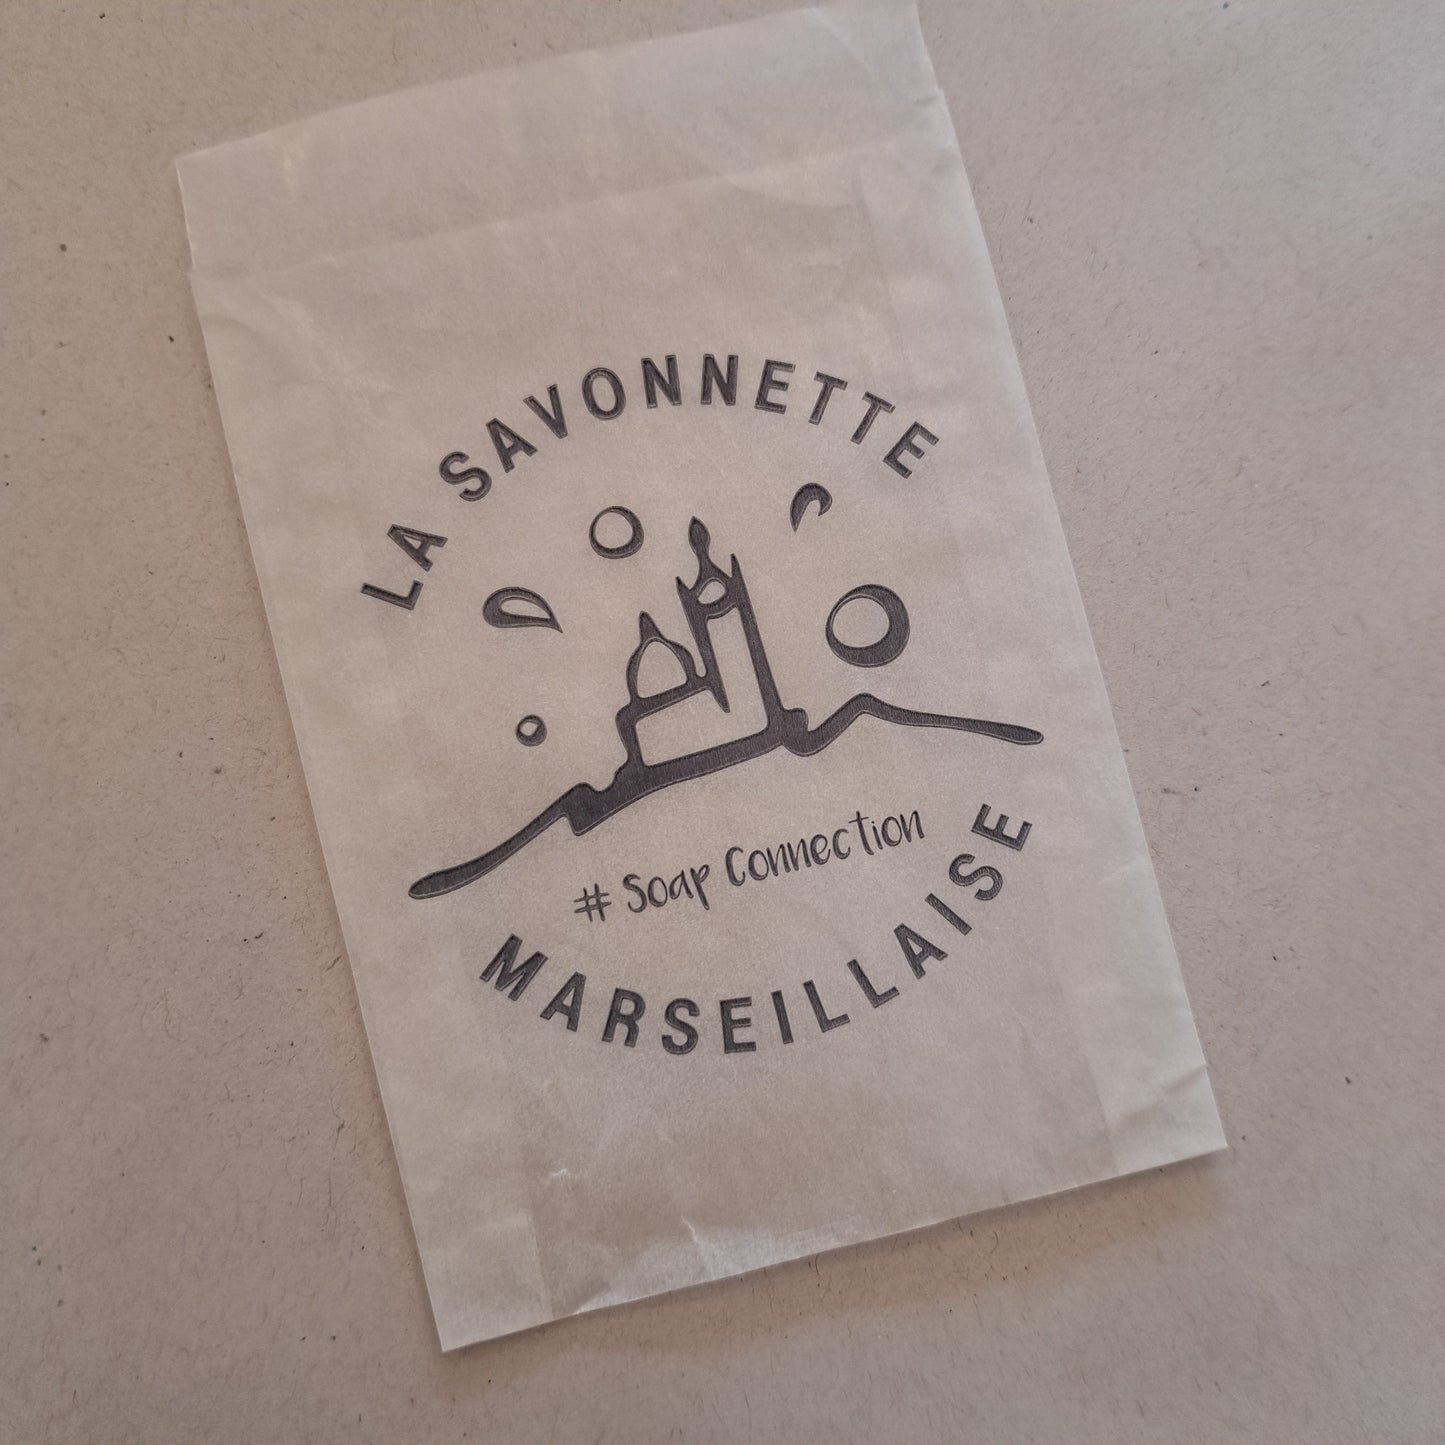 LA SAVONNETTE
# Soap Connection
MARSEILLAISE